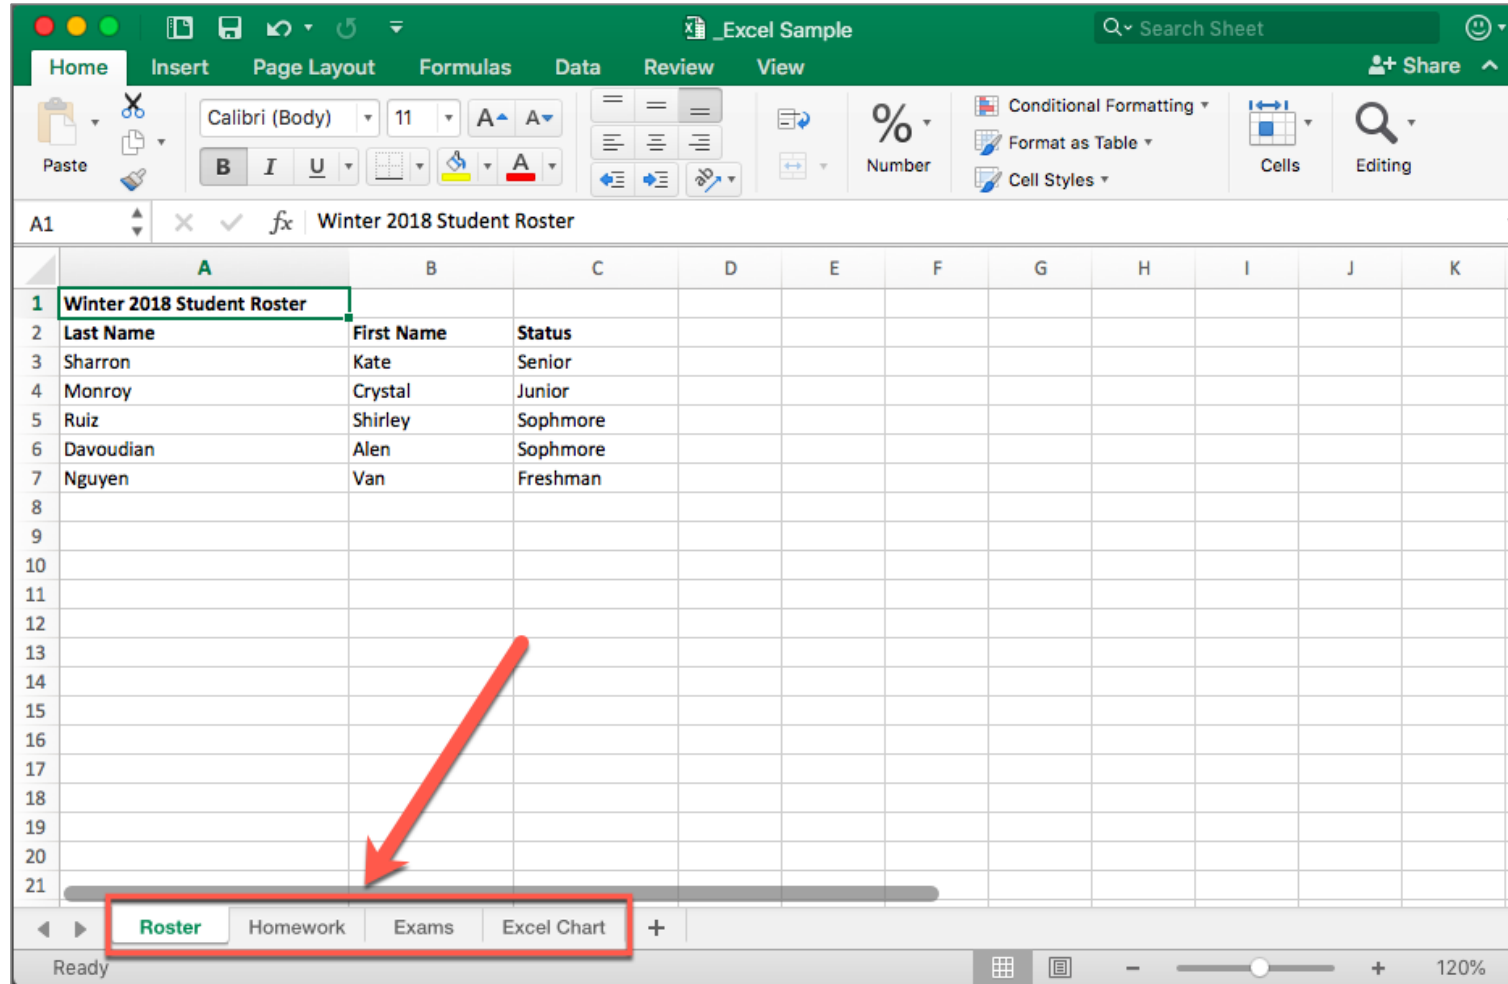 _Excel Sample
Search Sheet
Home Insert Page Layout Formulas Data Review View
Share
Paste
Calibri (Body) 11 A A
B I U A
ab
%
Number
Conditional Formatting
Format as Table
Cell Styles
Cells
Editing
A1 fx Winter 2018 Student Roster
A B C D E F G H I J K
1 Winter 2018 Student Roster
2 Last Name First Name Status
3 Sharron Kate Senior
4 Monroy Crystal Junior
5 Ruiz Shirley Sophmore
6 Davoudian Alen Sophmore
7 Nguyen Van Freshman
8
9
10
11
12
13
14
15
16
17
18
19
20
21
Roster Homework Exams Excel Chart +
Ready − + 120%